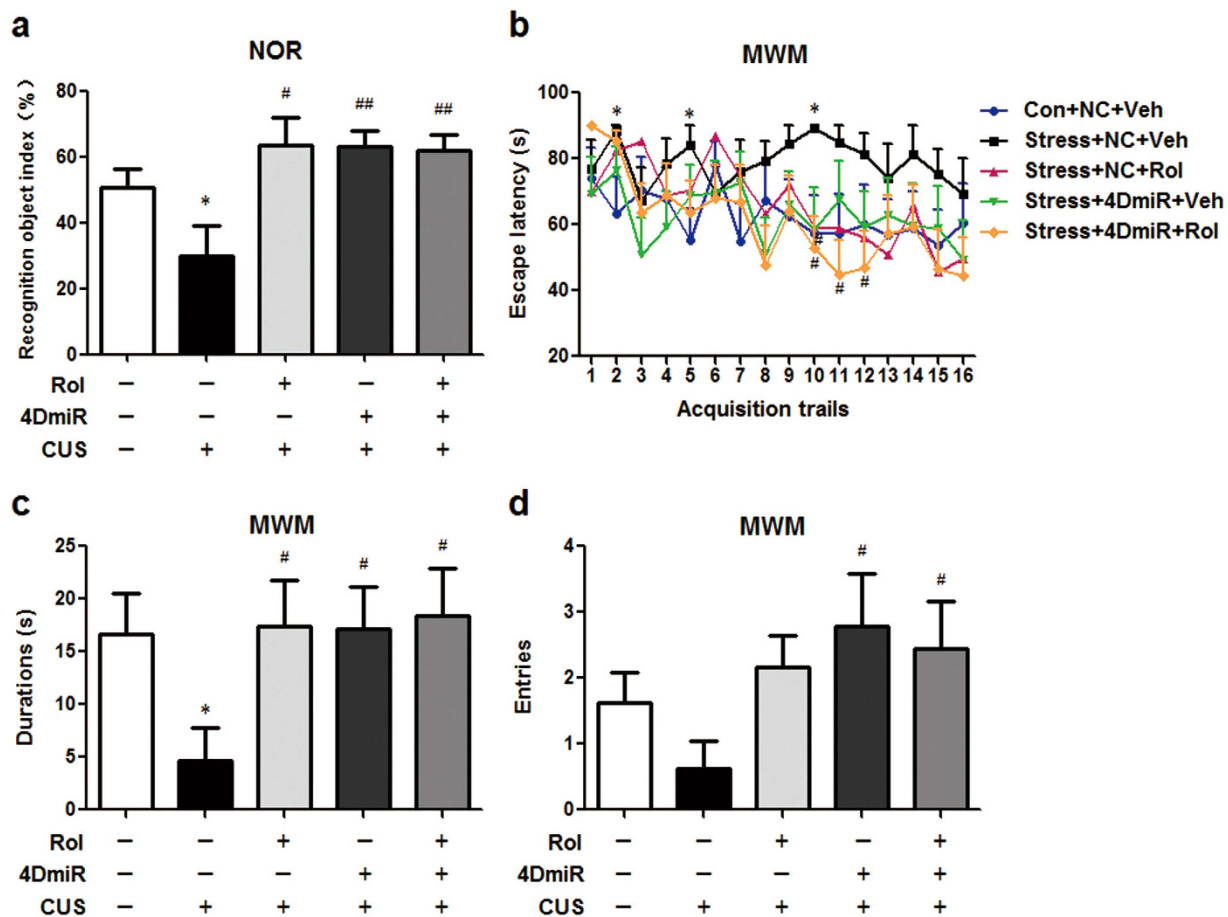 a
NOR
Recognition object index (%)
80
60
40
20
0
*
#
##
##
Rol − − + − +
4DmiR − − − + +
CUS − + + + +
b
MWM
Escape latency (s)
100
80
60
40
20
*
*
*
#
#
#
#
1 2 3 4 5 6 7 8 9 10 11 12 13 14 15 16
Acquisition trails
Con+NC+Veh
Stress+NC+Veh
Stress+NC+Rol
Stress+4DmiR+Veh
Stress+4DmiR+Rol
c
MWM
Durations (s)
25
20
15
10
5
0
*
#
#
#
Rol − − + − +
4DmiR − − − + +
CUS − + + + +
d
MWM
Entries
4
3
2
1
0
#
#
Rol − − + − +
4DmiR − − − + +
CUS − + + + +